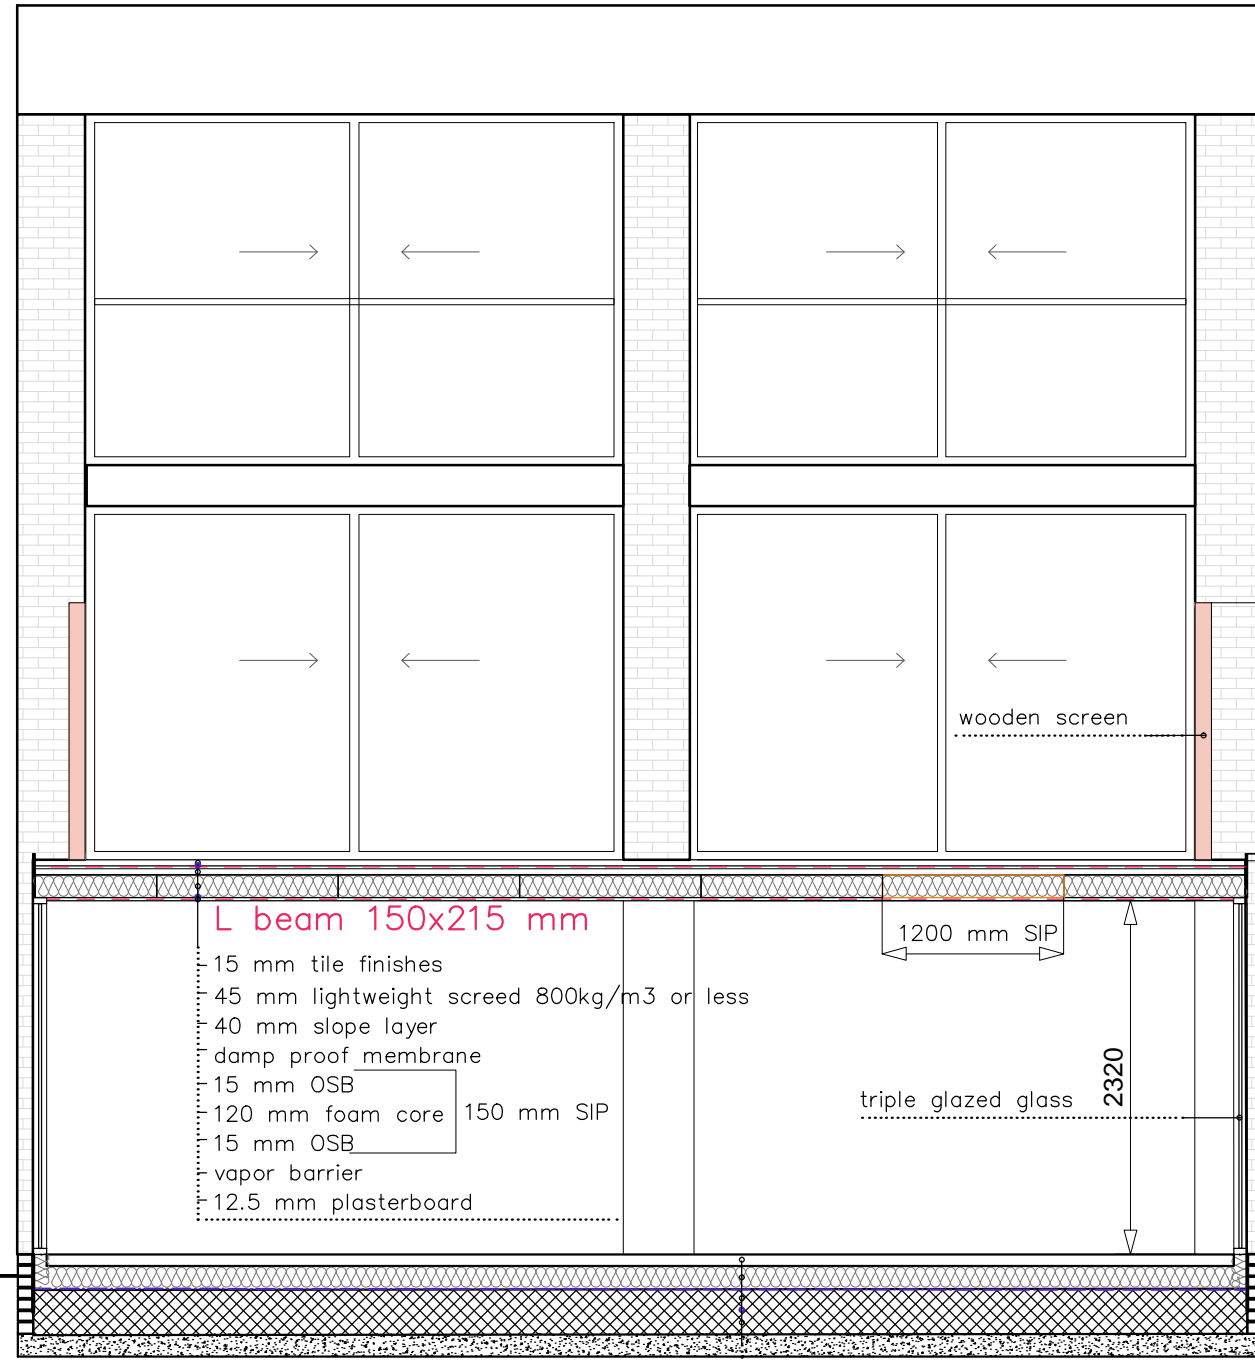 wooden screen
L beam 150x215 mm
1200 mm SIP
15 mm tile finishes
45 mm lightweight screed 800kg/m3 or less
40 mm slope layer
damp proof membrane
15 mm OSB
120 mm foam core
150 mm SIP
15 mm OSB
vapor barrier
12.5 mm plasterboard
2320
triple glazed glass